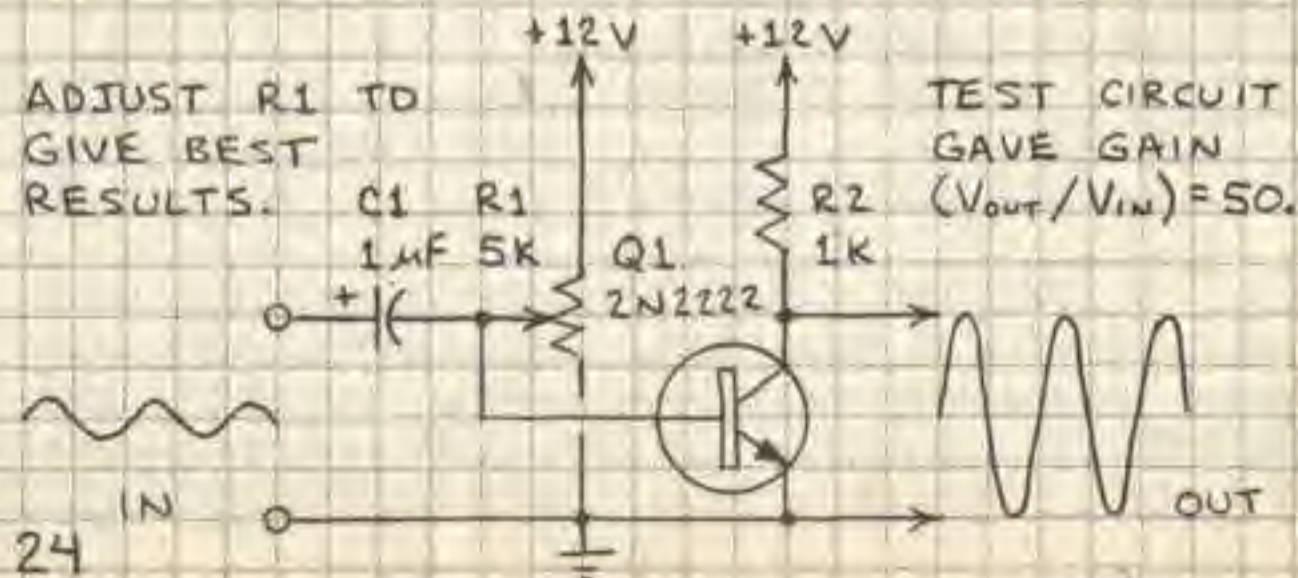 +12V +12V
ADJUST R1 TO
GIVE BEST
RESULTS.
TEST CIRCUIT
GAVE GAIN
(VOUT/VIN)=50.
C1 R1
1µF 5K
Q1
2N2222
R2
1K
+
IN
OUT
24